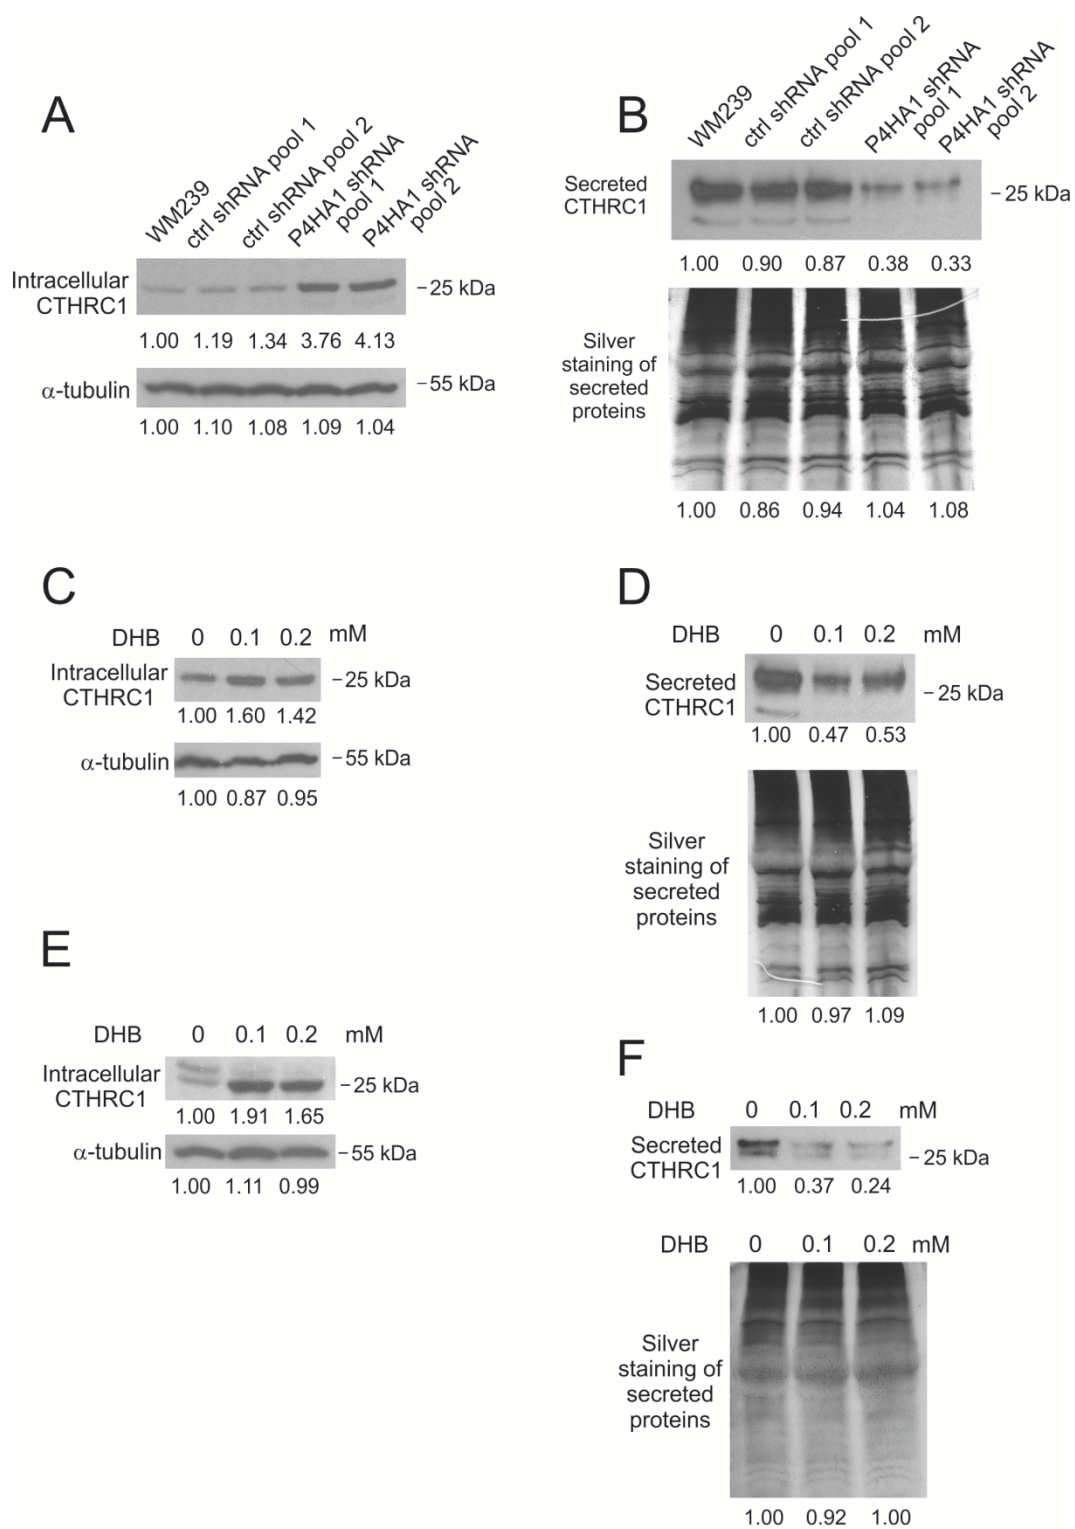 A
WM239
ctrl shRNA pool 1
ctrl shRNA pool 2
P4HA1 shRNA
pool 1
P4HA1 shRNA
pool 2
Intracellular
CTHRC1
25 kDa
1.00 1.19 1.34 3.76 4.13
α-tubulin
55 kDa
1.00 1.10 1.08 1.09 1.04
B
WM239
ctrl shRNA pool 1
ctrl shRNA pool 2
P4HA1 shRNA
pool 1
P4HA1 shRNA
pool 2
Secreted
CTHRC1
25 kDa
1.00 0.90 0.87 0.38 0.33
Silver
staining of
secreted
proteins
1.00 0.86 0.94 1.04 1.08
C
DHB 0 0.1 0.2 mM
Intracellular
CTHRC1
25 kDa
1.00 1.60 1.42
α-tubulin
55 kDa
1.00 0.87 0.95
D
DHB 0 0.1 0.2 mM
Secreted
CTHRC1
25 kDa
1.00 0.47 0.53
Silver
staining of
secreted
proteins
1.00 0.97 1.09
E
DHB 0 0.1 0.2 mM
Intracellular
CTHRC1
25 kDa
1.00 1.91 1.65
α-tubulin
55 kDa
1.00 1.11 0.99
F
DHB 0 0.1 0.2 mM
Secreted
CTHRC1
25 kDa
1.00 0.37 0.24
DHB 0 0.1 0.2 mM
Silver
staining of
secreted
proteins
1.00 0.92 1.00